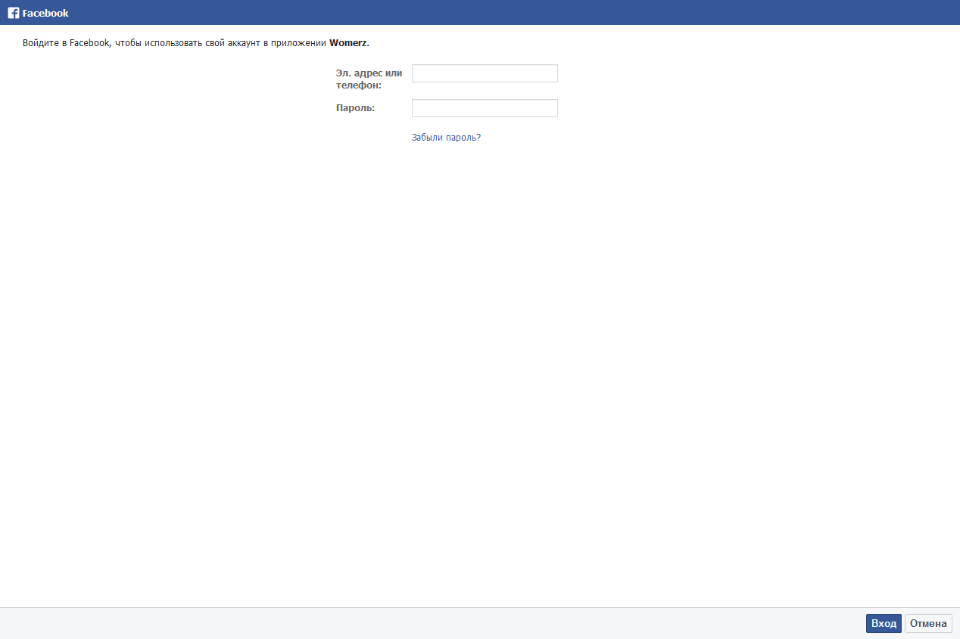 Facebook
Войдите в Facebook, чтобы использовать свой аккаунт в приложении Womerz.
Эл. адрес или
телефон:
Пароль:
Забыли пароль?
Вход Отмена